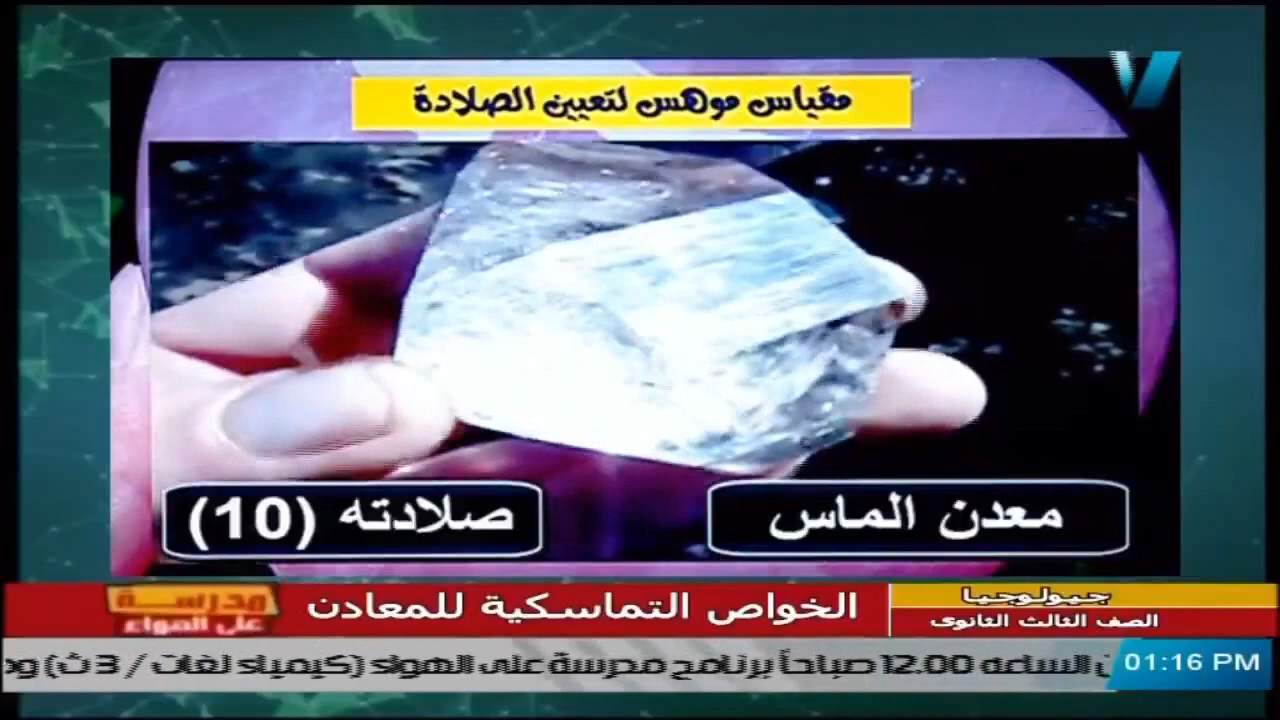 مقياس موهس لتعيين الصلادة
معدن الماس
صلادته (10)
جيولوجيا
الصف الثالث الثانوى
الخواص التماسكية للمعادن
مدرسة
على الهواء
الساعه 12.00 صباحاً برنامج مدرسة على الهواء (كيمياء لغات / 3 ث)
01:16 PM